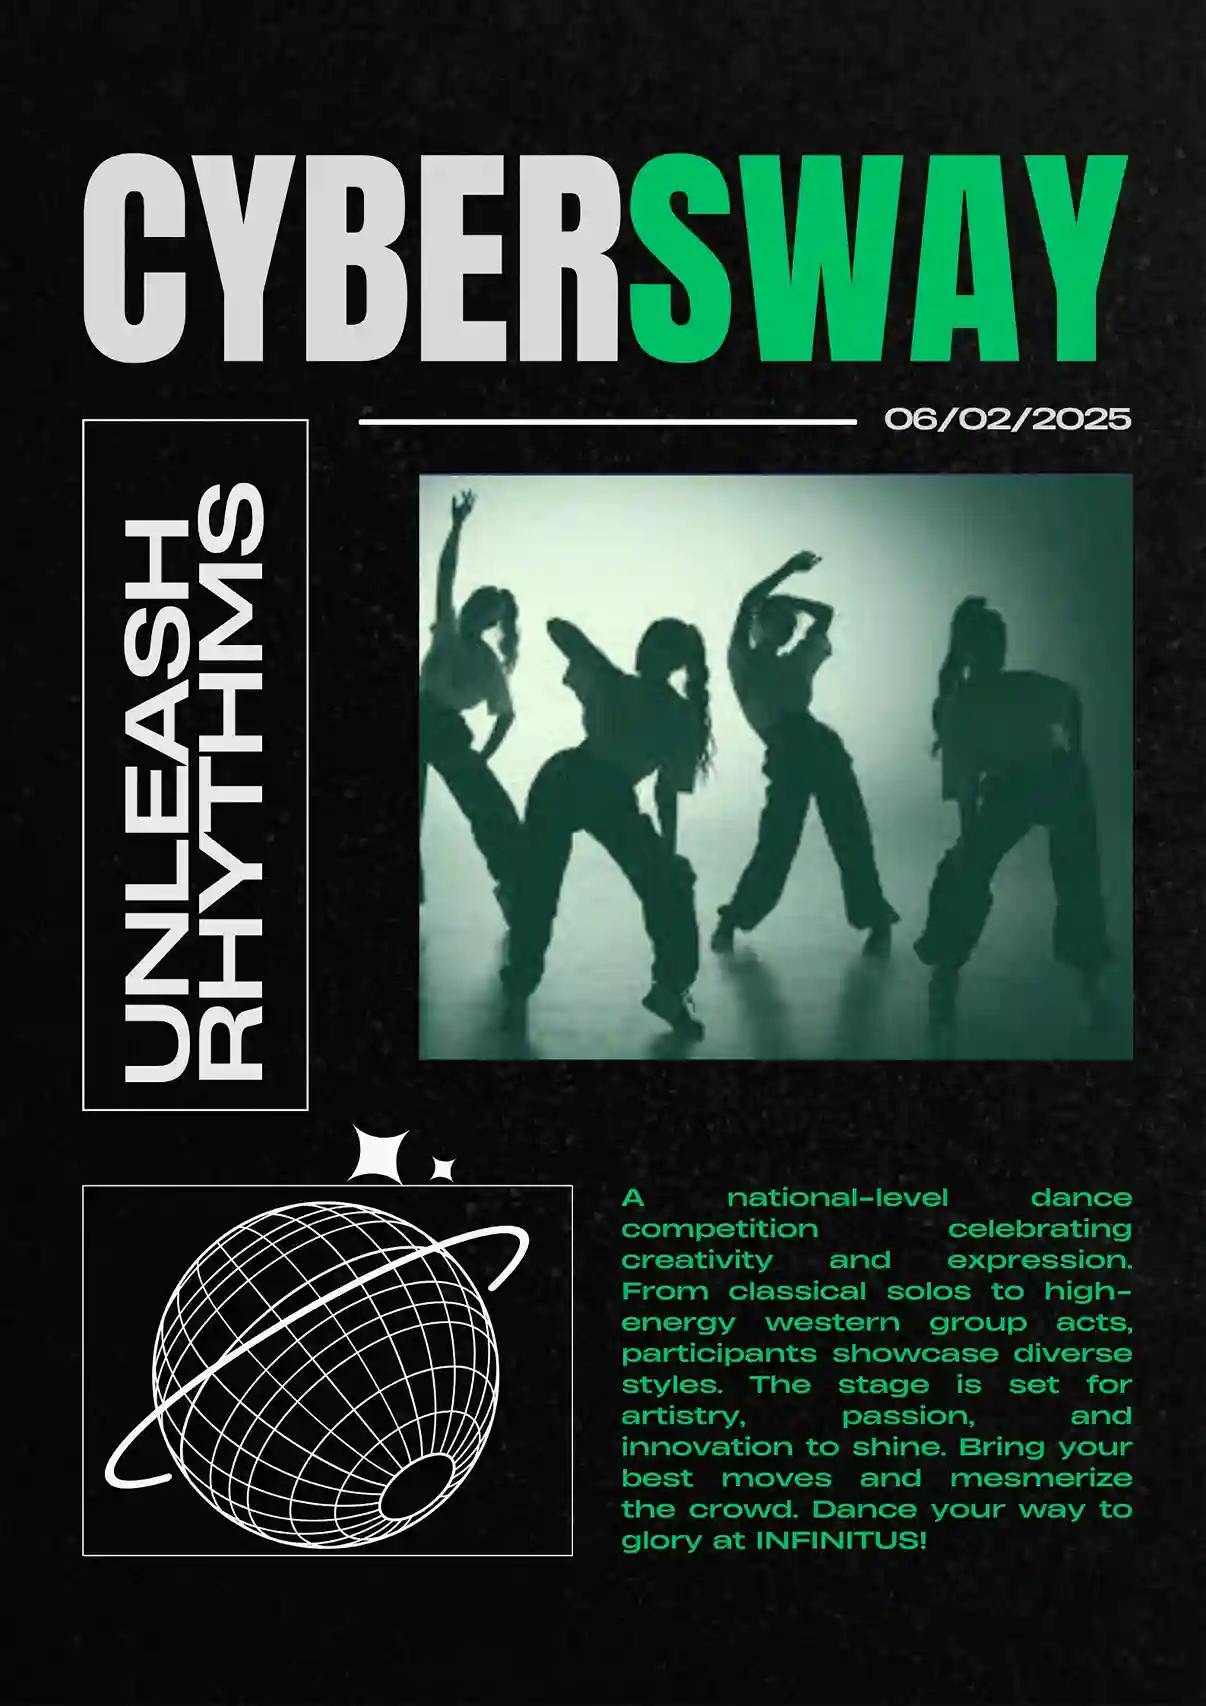 CYBERSWAY
06/02/2025
UNLEASH
RHYTHMS
A national-level dance
competition celebrating
creativity and expression.
From classical solos to high-
energy western group acts,
participants showcase diverse
styles. The stage is set for
artistry, passion, and
innovation to shine. Bring your
best moves and mesmerize
the crowd. Dance your way to
glory at INFINITUS!